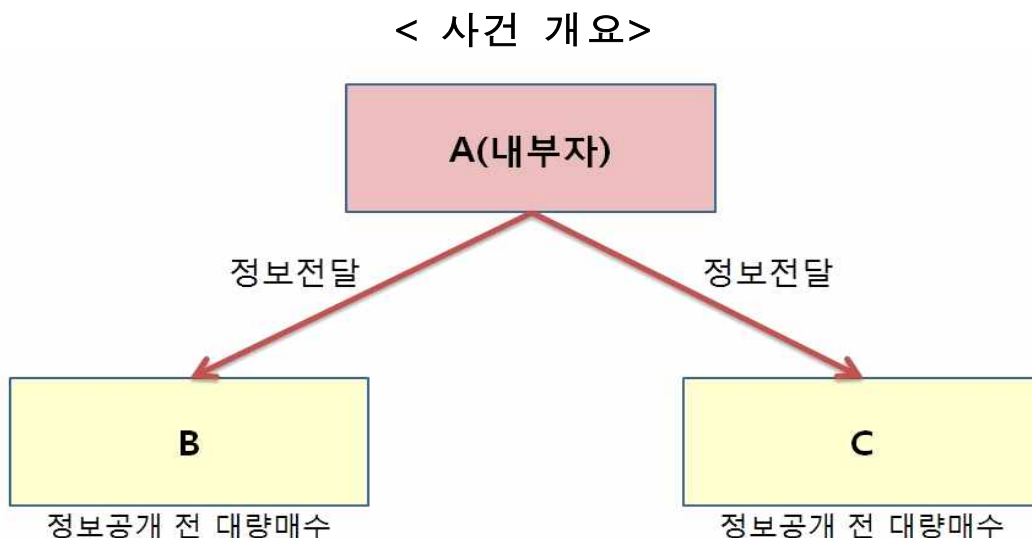 < 사건 개요>
A(내부자)
정보전달
정보전달
B
C
정보공개 전 대량매수
정보공개 전 대량매수